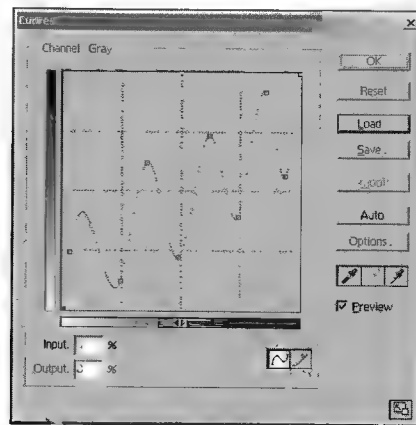 Curves
Channel Gray
OK
Reset
Load
Save.
Auto
Options.
Preview
Input. %
Output. %